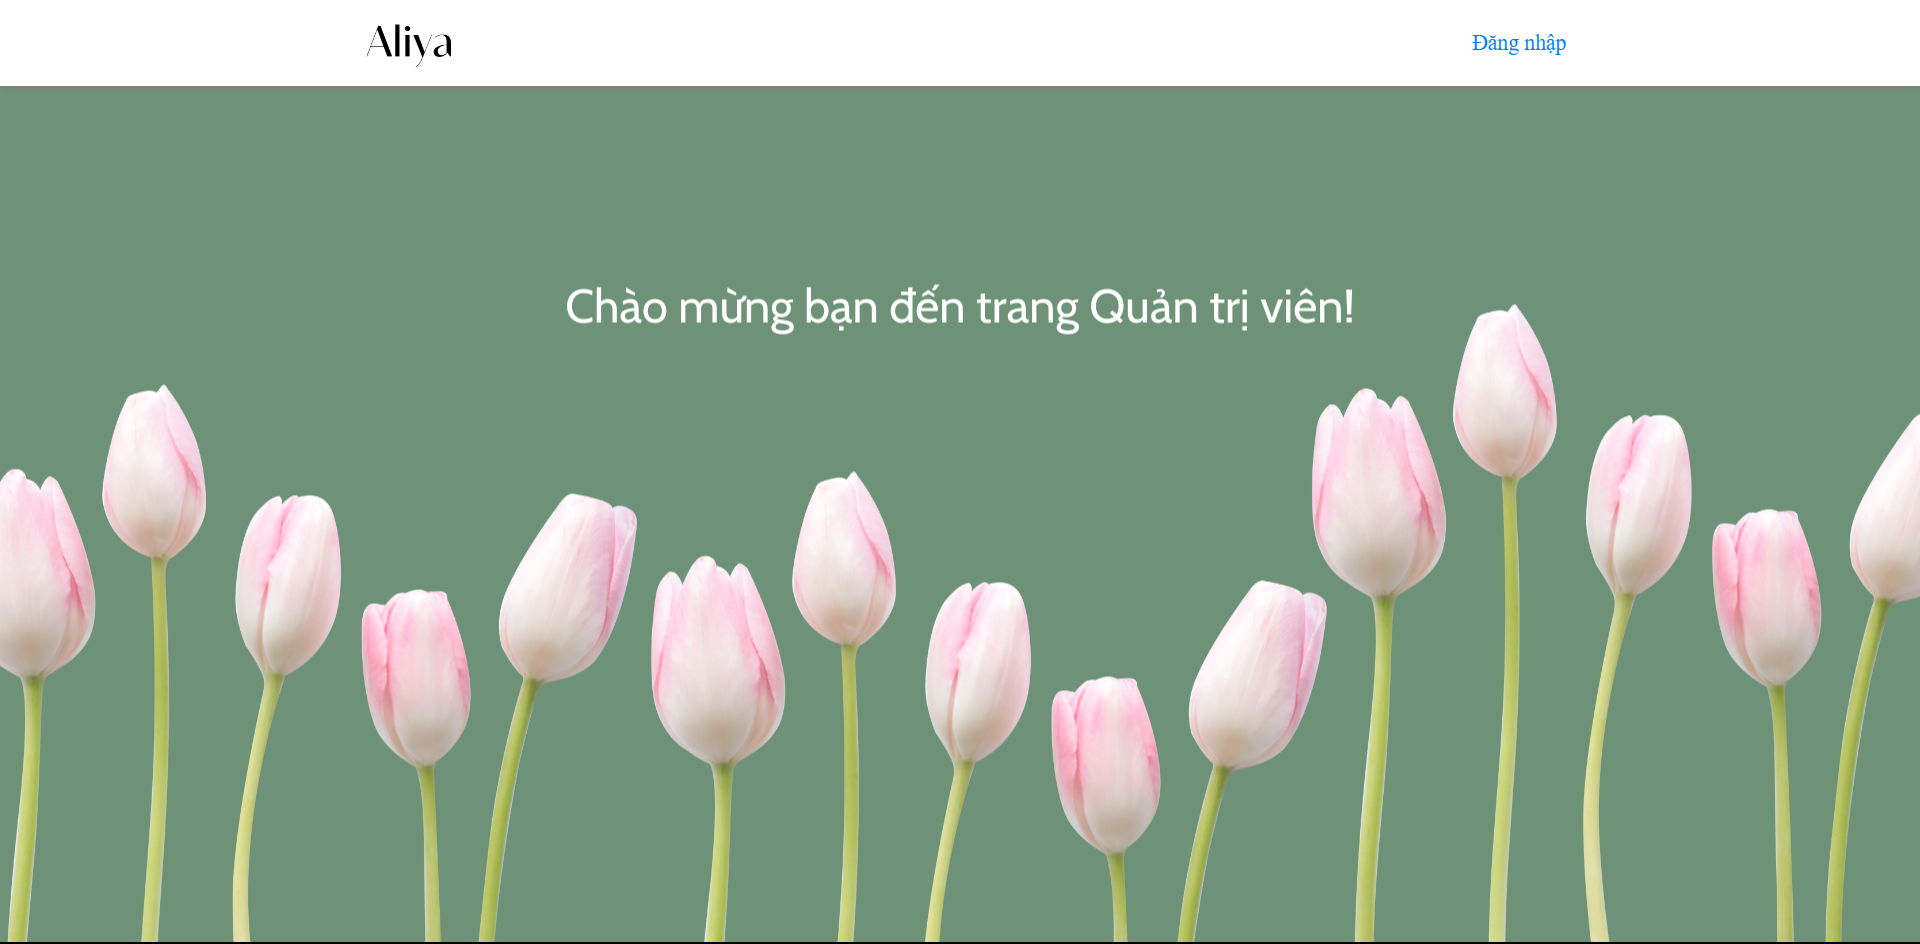 Aliya
Đăng nhập
Chào mừng bạn đến trang Quản trị viên!